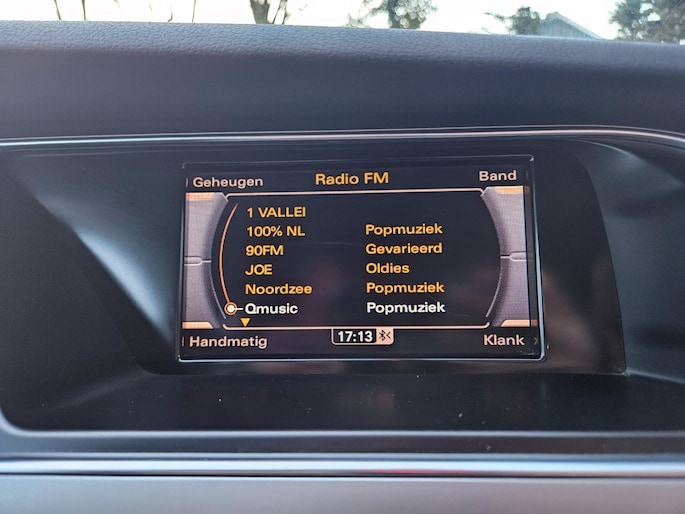 Geheugen Radio FM Band
1 VALLEI
100% NL Popmuziek
90FM Gevarieerd
JOE Oldies
Noordzee Popmuziek
Qmusic Popmuziek
Handmatig 17:13 Klank